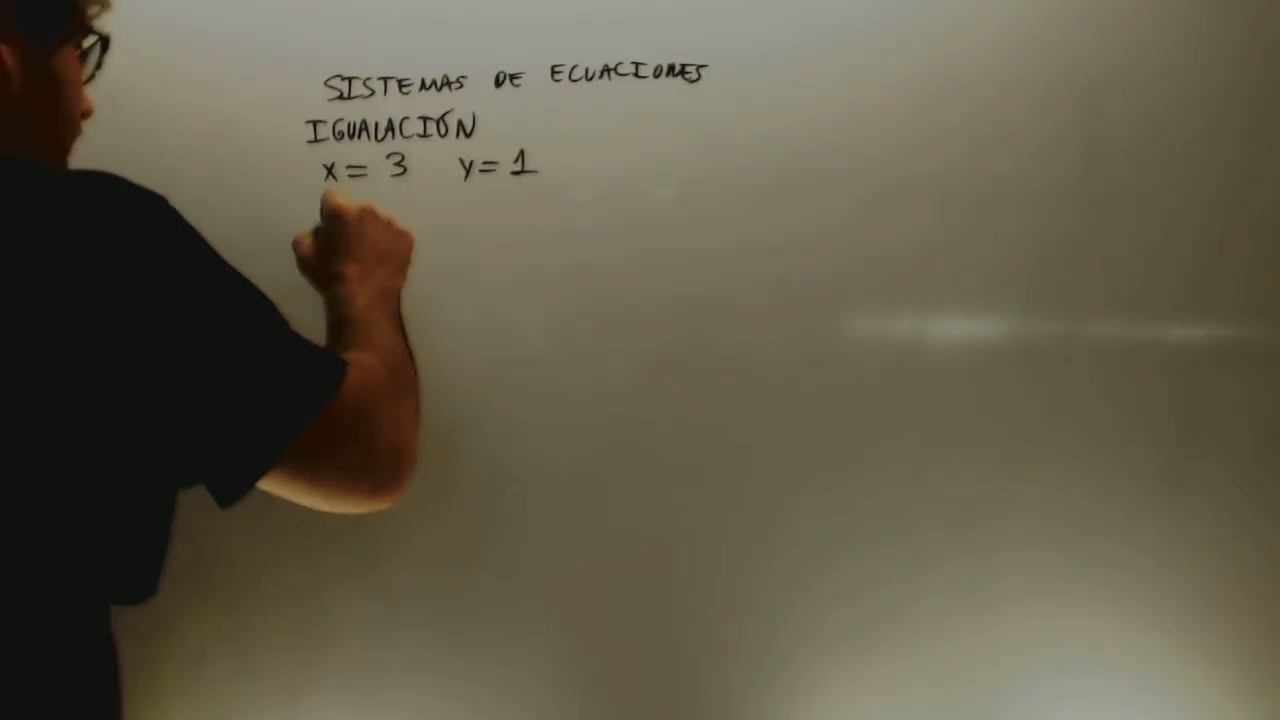 SISTEMAS DE ECUACIONES
IGUALACIÓN
x = 3 y = 1